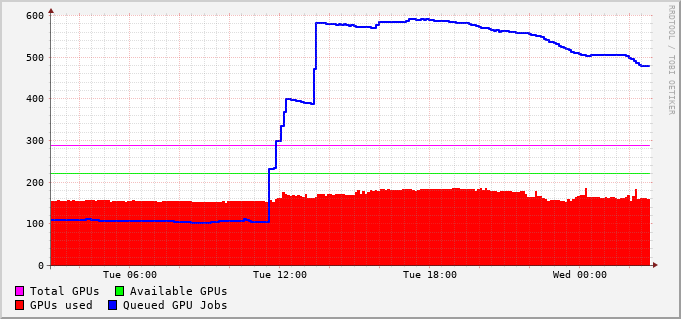 600
500
400
300
200
100
0
Tue 06:00 Tue 12:00 Tue 18:00 Wed 00:00
Total GPUs Available GPUs
GPUs used Queued GPU Jobs
RRDTOOL / TOBI OETIKER